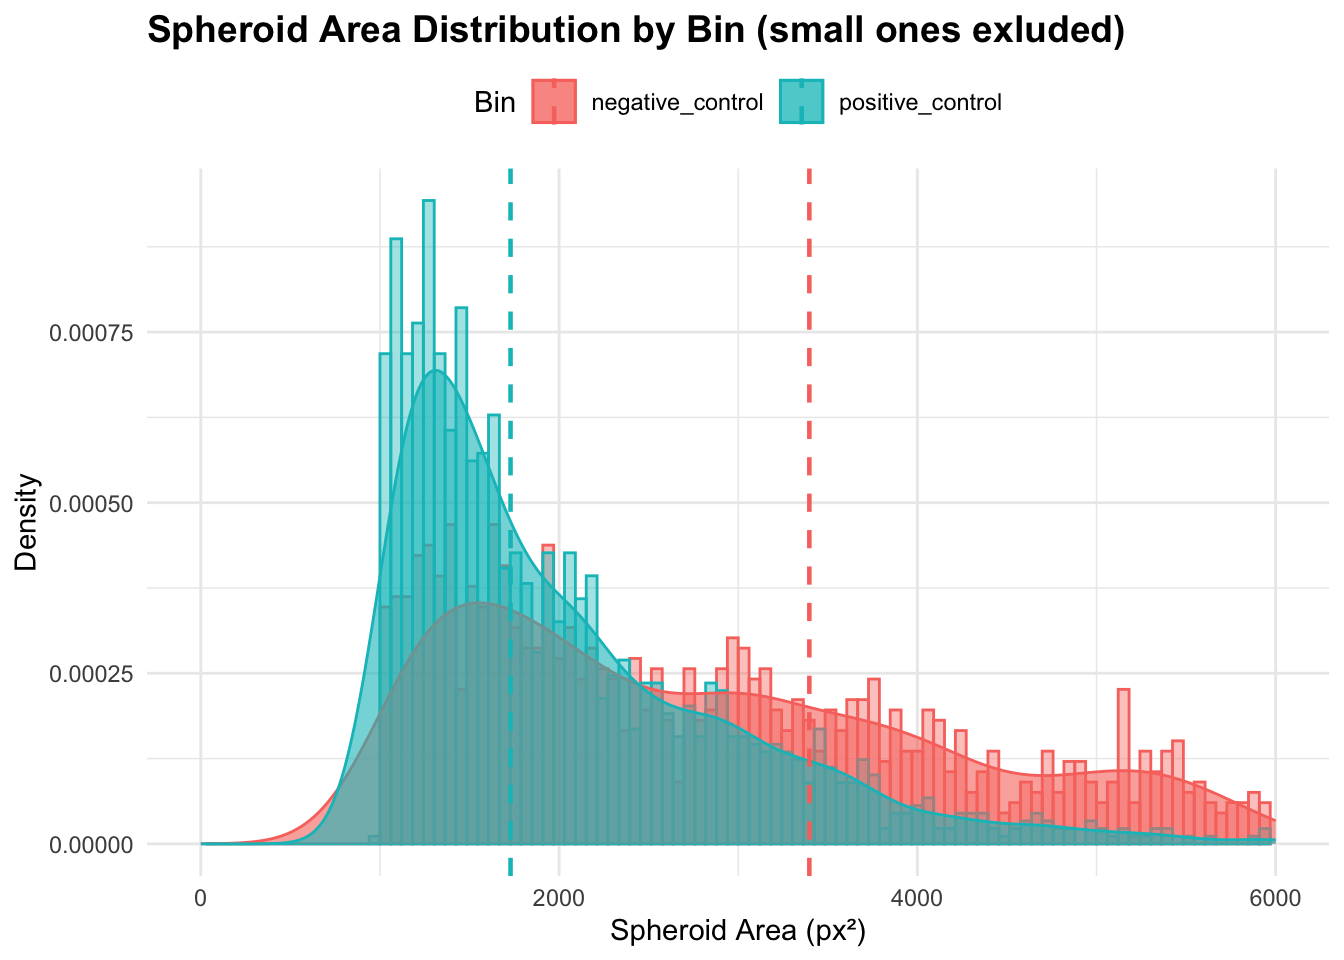 Spheroid Area Distribution by Bin (small ones exluded)
Bin negative_control positive_control
0.00075
0.00050
0.00025
0.00000
Density
0 2000 4000 6000
Spheroid Area (px²)